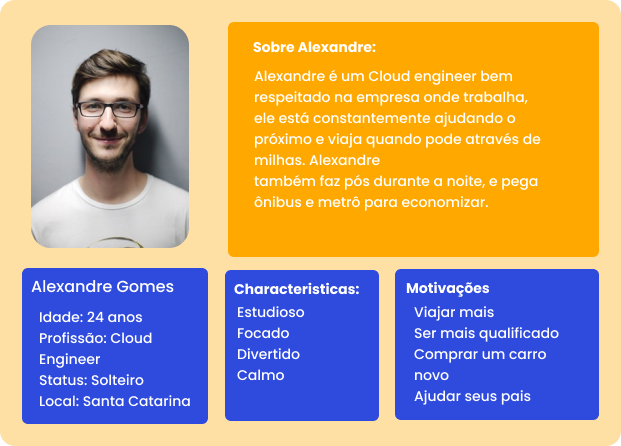 Sobre Alexandre:
Alexandre é um Cloud engineer bem
respeitado na empresa onde trabalha,
ele está constantemente ajudando o
próximo e viaja quando pode através de
milhas. Alexandre
também faz pós durante a noite, e pega
ônibus e metrô para economizar.
Alexandre Gomes
Idade: 24 anos
Profissão: Cloud
Engineer
Status: Solteiro
Local: Santa Catarina
Characteristicas:
Estudioso
Focado
Divertido
Calmo
Motivações
Viajar mais
Ser mais qualificado
Comprar um carro
novo
Ajudar seus pais